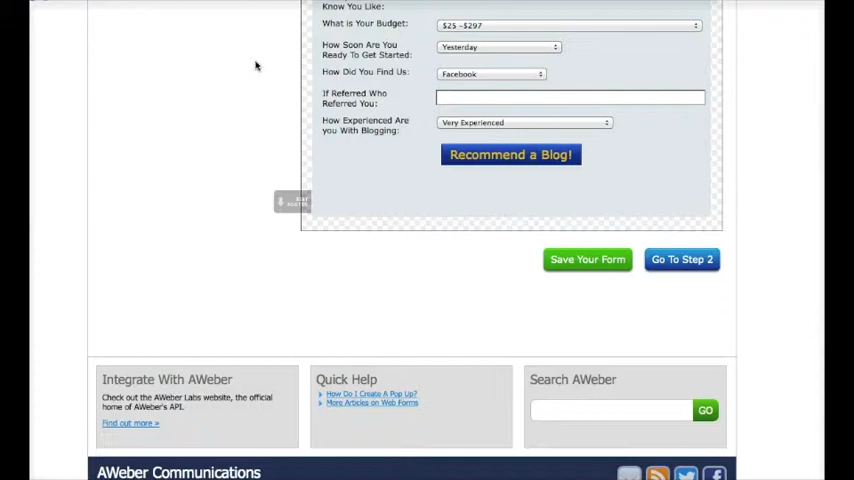 Know You Like:
What is Your Budget:
$25 -$297
How Soon Are You
Ready To Get Started:
Yesterday
How Did You Find Us:
Facebook
If Referred Who
Referred You:
How Experienced Are
you With Blogging:
Very Experienced
Recommend a Blog!
Save Your Form
Go To Step 2
Integrate With AWeber
Check out the AWeber Labs website, the official
home of AWeber's API.
Find out more »
Quick Help
How Do I Create A Pop Up?
More Articles on Web Forms
Search AWeber
GO
AWeber Communications